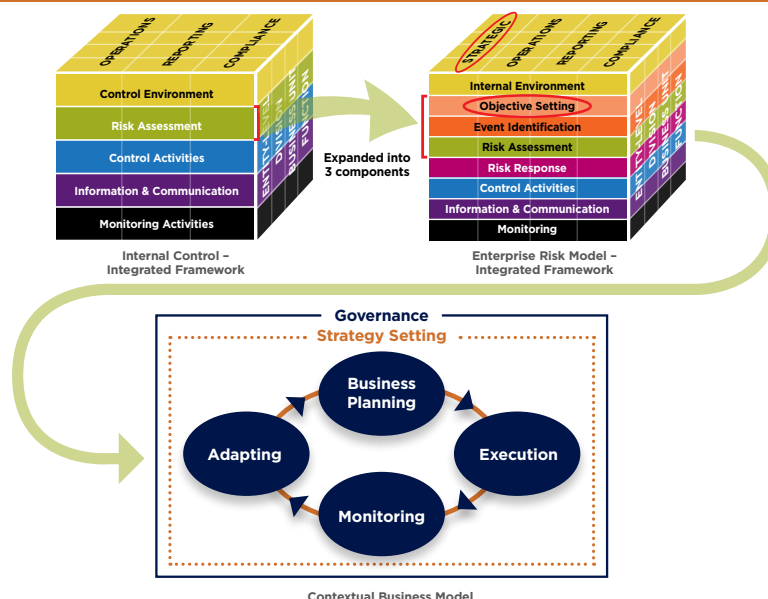 OPERATIONS
REPORTING
COMPLIANCE
Control Environment
Risk Assessment
Control Activities
Information & Communication
Monitoring Activities
ENTITY-LEVEL
DIVISION
BUSINESS UNIT
FUNCTION
Internal Control –
Integrated Framework
Expanded into
3 components
STRATEGIC
OPERATIONS
REPORTING
COMPLIANCE
Internal Environment
Objective Setting
Event Identification
Risk Assessment
Risk Response
Control Activities
Information & Communication
Monitoring
ENTITY-LEVEL
DIVISION
BUSINESS UNIT
FUNCTION
Enterprise Risk Model –
Integrated Framework
Governance
Strategy Setting
Business
Planning
Adapting
Execution
Monitoring
Contextual Business Model